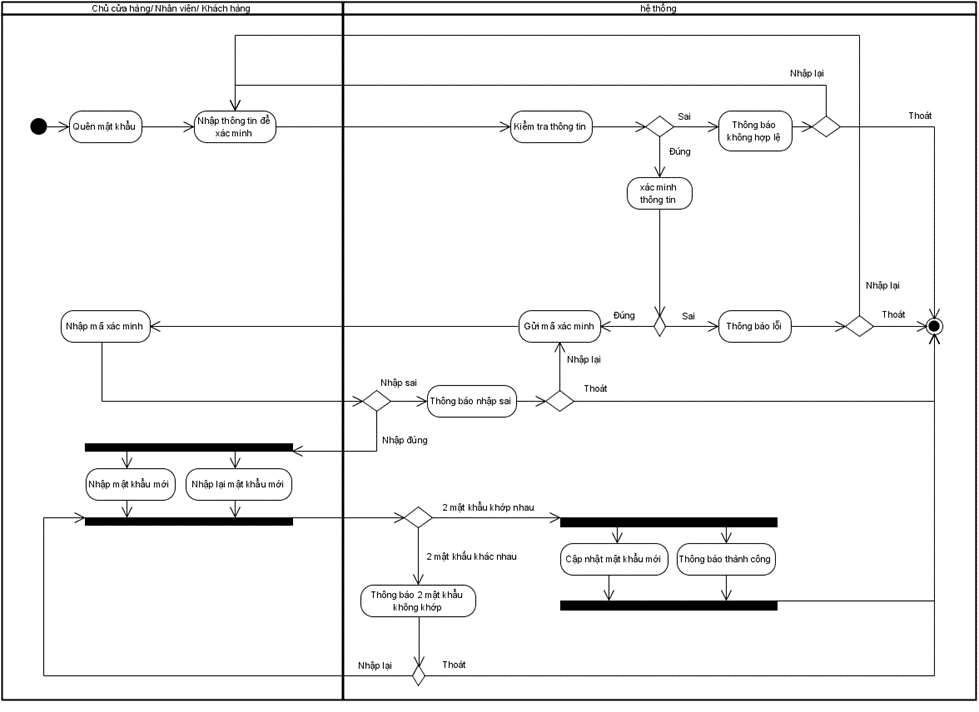 Chủ cửa hàng/ Nhân viên/ Khách hàng
hệ thống
Nhập lại
Quên mật khẩu
Nhập thông tin để
xác minh
Kiểm tra thông tin
Sai
Thông báo
không hợp lệ
Thoát
Đúng
xác minh
thông tin
Nhập lại
Nhập mã xác minh
Gửi mã xác minh
Đúng
Sai
Thông báo lỗi
Thoát
Nhập lại
Nhập sai
Thông báo nhập sai
Thoát
Nhập đúng
Nhập mật khẩu mới
Nhập lại mật khẩu mới
2 mật khẩu khớp nhau
2 mật khẩu khác nhau
Cập nhật mật khẩu mới
Thông báo thành công
Thông báo 2 mật khẩu
không khớp
Nhập lại
Thoát